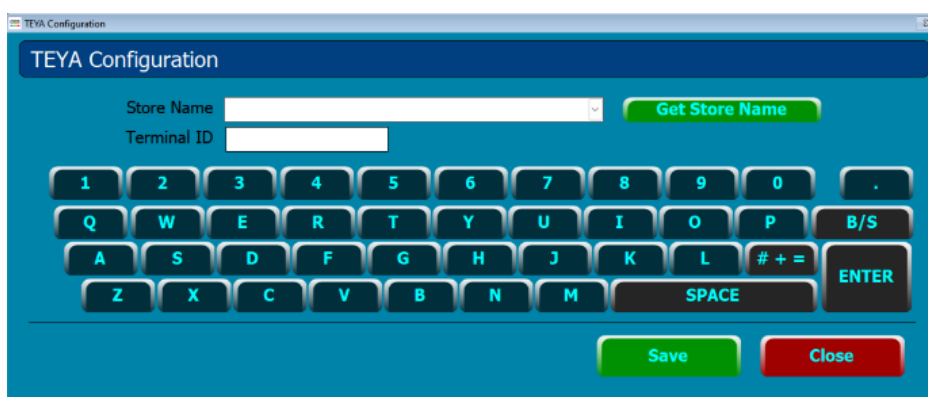 TEYA Configuration
TEYA Configuration
Store Name
Get Store Name
Terminal ID
1 2 3 4 5 6 7 8 9 0 .
Q W E R T Y U I O P B/S
A S D F G H J K L # + = ENTER
Z X C V B N M SPACE
Save Close